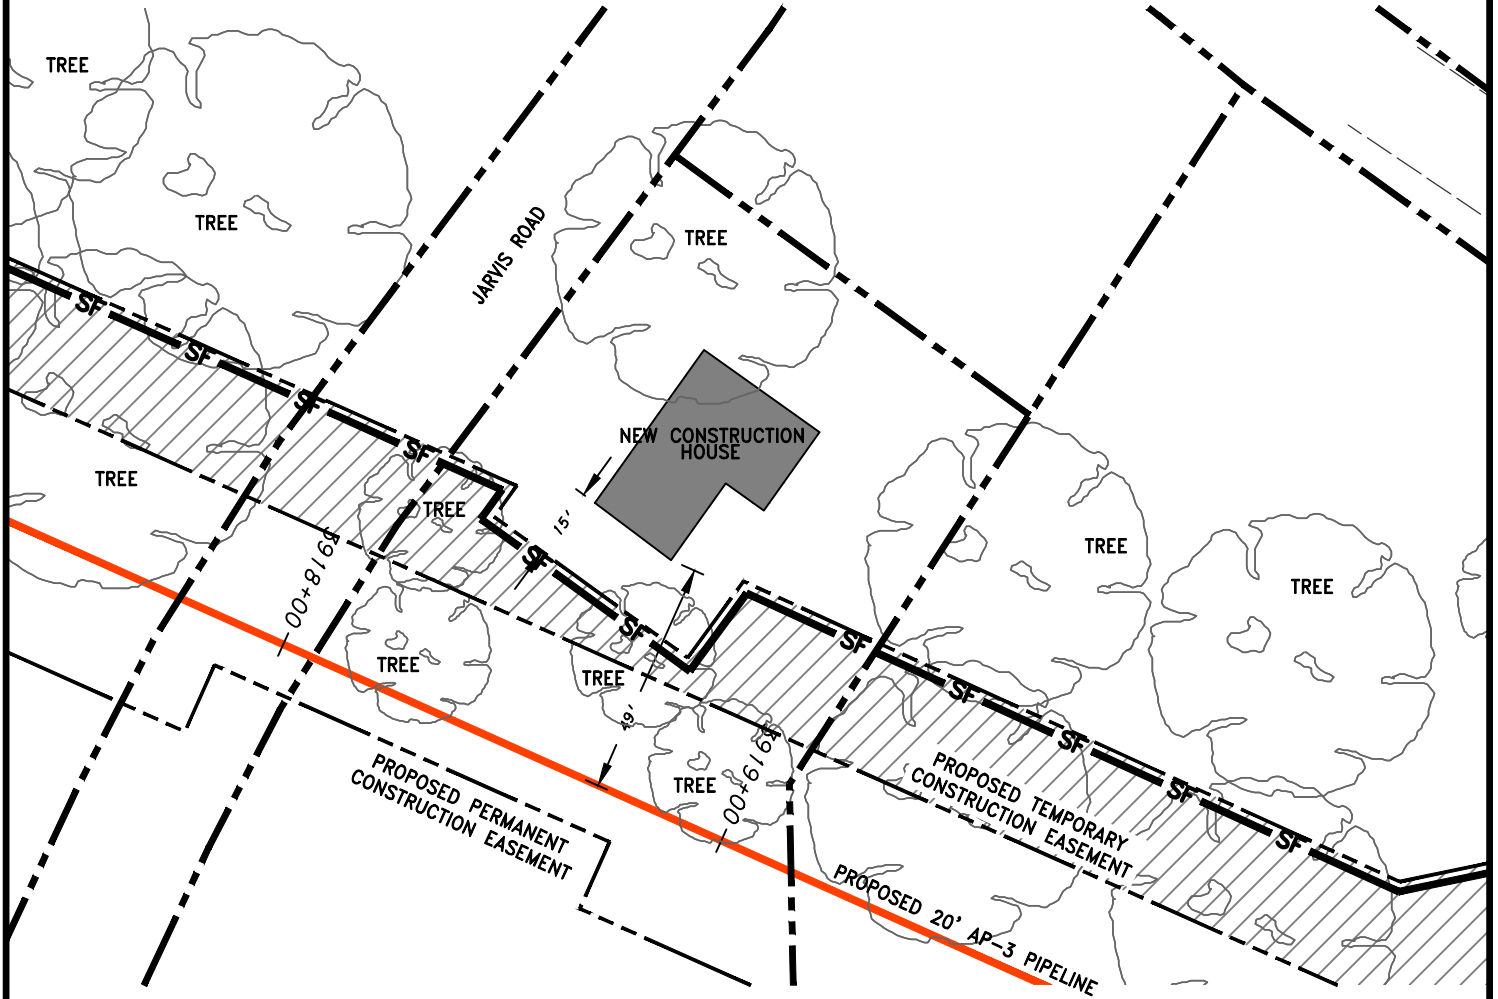 TREE
TREE
JARVIS ROAD
TREE
SF
SF
SF
NEW CONSTRUCTION
HOUSE
SF
TREE
TREE
15'
TREE
SF
5918+00
TREE
SF
SF
TREE
TREE
SF
49'
5919+00
SF
TREE
PROPOSED PERMANENT
CONSTRUCTION EASEMENT
PROPOSED TEMPORARY
CONSTRUCTION EASEMENT
SF
SF
PROPOSED 20' AP-3 PIPELINE